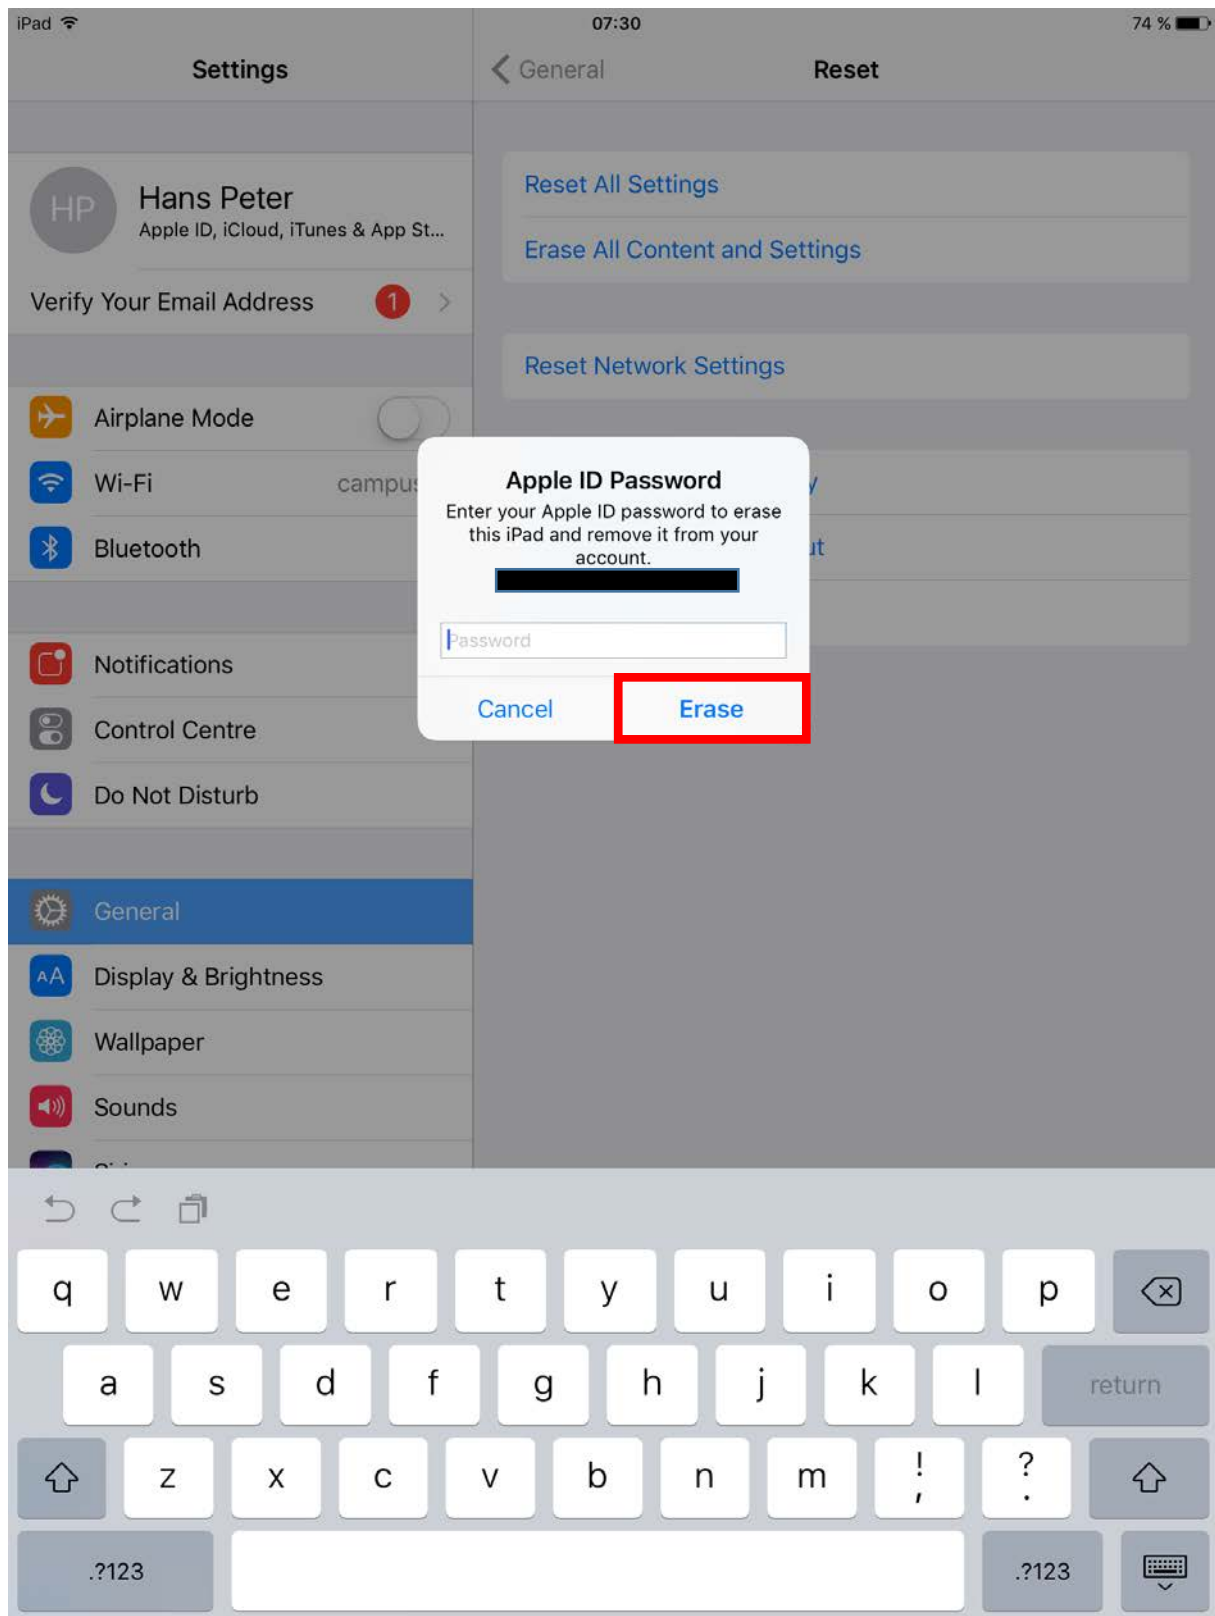 iPad 07:30 74 %
Settings
General Reset
HP
Hans Peter
Apple ID, iCloud, iTunes & App St...
Verify Your Email Address 1
Airplane Mode
Wi-Fi campus
Bluetooth
Notifications
Control Centre
Do Not Disturb
General
AA Display & Brightness
Wallpaper
Sounds
Reset All Settings
Erase All Content and Settings
Reset Network Settings
Apple ID Password
Enter your Apple ID password to erase
this iPad and remove it from your
account.
Password
Cancel Erase
q w e r t y u i o p
a s d f g h j k l return
z x c v b n m ! , ? .
.?123 .?123